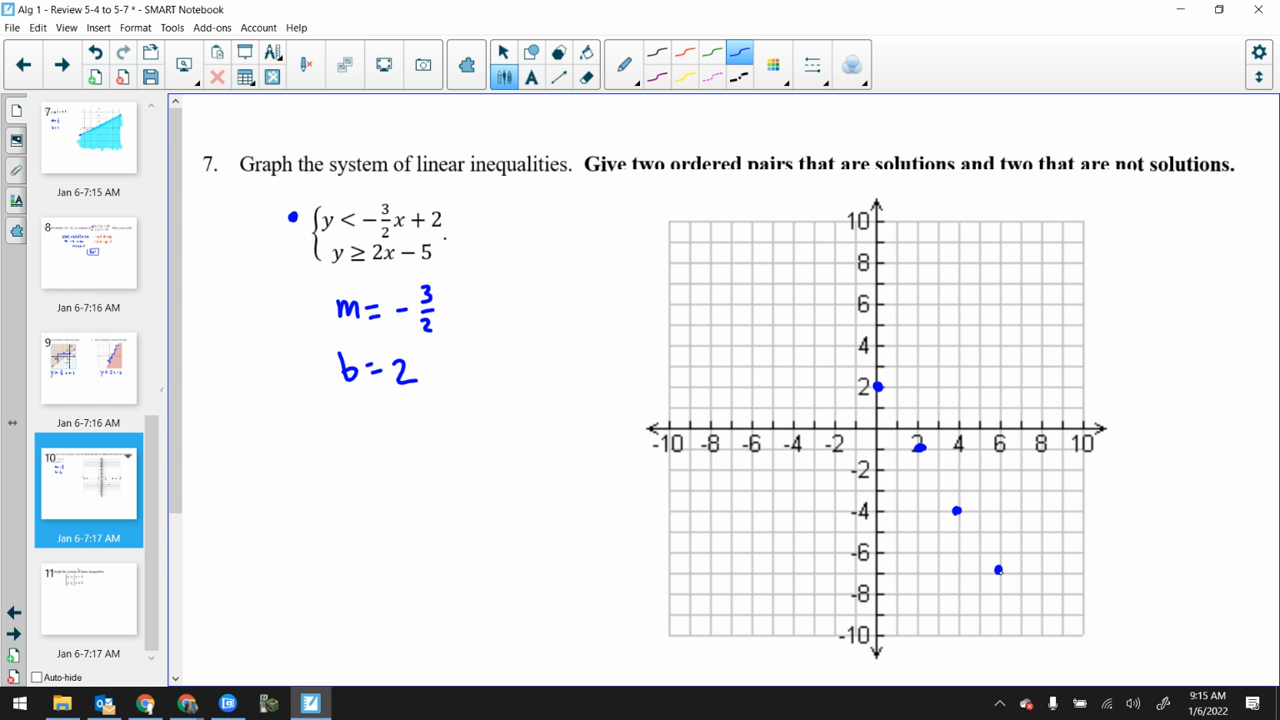 Alg 1 - Review 5-4 to 5-7 * - SMART Notebook
File Edit View Insert Format Tools Add-ons Account Help
7
Jan 6-7:15 AM
8
Jan 6-7:16 AM
9
Jan 6-7:16 AM
10
Jan 6-7:17 AM
11
Jan 6-7:17 AM
Auto-hide
7. Graph the system of linear inequalities. Give two ordered pairs that are solutions and two that are not solutions.
{y < -3/2x + 2
y ≥ 2x - 5.
m = - 3/2
b = 2
10
8
6
4
2
-10 -8 -6 -4 -2 2 4 6 8 10
-2
-4
-6
-8
-10
9:15 AM
1/6/2022